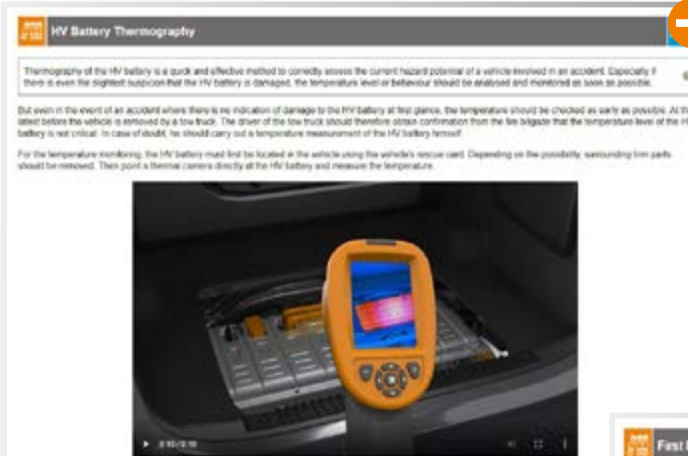 HV Battery Thermography
Thermography of the HV battery is a quick and effective method to correctly assess the current hazard potential of a vehicle involved in an accident. Especially if
there is even the slightest suspicion that the HV battery is damaged, the temperature level or behaviour should be analysed and monitored as soon as possible.
But even in the event of an accident where there is no indication of damage to the HV battery at first glance, the temperature should be checked as early as possible. At the
latest before the vehicle is removed by a tow truck. The driver of the tow truck should therefore obtain confirmation from the fire brigade that the temperature level of the HV
battery is not critical. In case of doubt, he should carry out a temperature measurement of the HV battery himself.
For the temperature monitoring, the HV battery must first be located in the vehicle using the vehicle's rescue card. Depending on the possibility, surrounding trim parts
should be removed. Then point a thermal camera directly at the HV battery and measure the temperature.
First